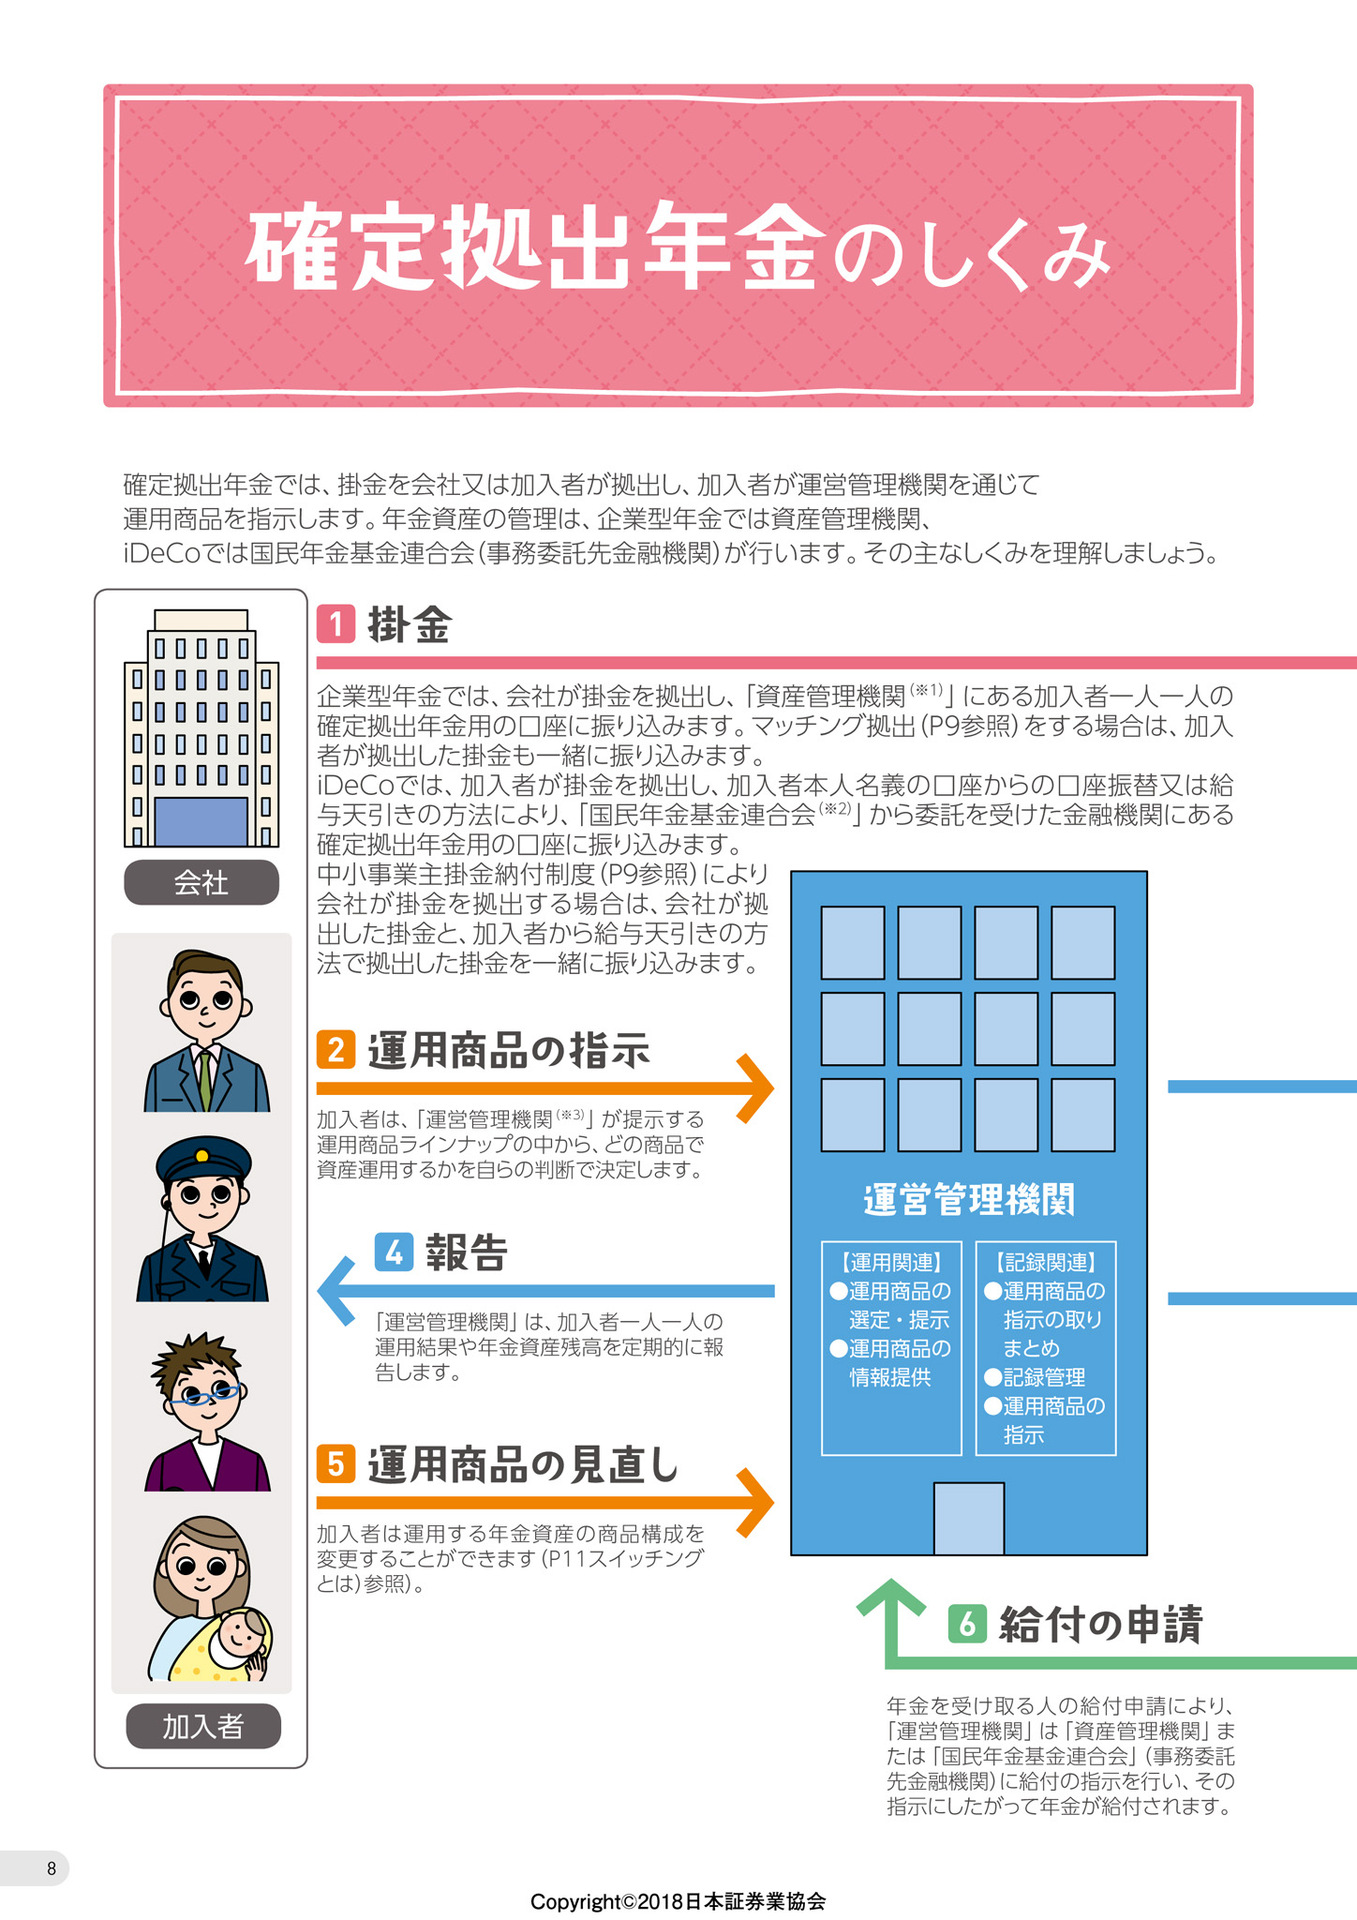 確定拠出年金のしくみ
確定拠出年金では、掛金を会社又は加入者が拠出し、加入者が運営管理機関を通じて
運用商品を指示します。年金資産の管理は、企業型年金では資産管理機関、
iDeCoでは国民年金基金連合会(事務委託先金融機関)が行います。その主なしくみを理解しましょう。
会社
加入者
1 掛金
企業型年金では、会社が掛金を拠出し、「資産管理機関(※1)」にある加入者一人一人の
確定拠出年金用の口座に振り込みます。マッチング拠出(P9参照)をする場合は、加入
者が拠出した掛金も一緒に振り込みます。
iDeCoでは、加入者が掛金を拠出し、加入者本人名義の口座からの口座振替又は給
与天引きの方法により、「国民年金基金連合会(※2)」から委託を受けた金融機関にある
確定拠出年金用の口座に振り込みます。
中小事業主掛金納付制度(P9参照)により
会社が掛金を拠出する場合は、会社が拠
出した掛金と、加入者から給与天引きの方
法で拠出した掛金を一緒に振り込みます。
2 運用商品の指示
加入者は、「運営管理機関(※3)」が提示する
運用商品ラインナップの中から、どの商品で
資産運用するかを自らの判断で決定します。
4 報告
「運営管理機関」は、加入者一人一人の
運用結果や年金資産残高を定期的に報
告します。
5 運用商品の見直し
加入者は運用する年金資産の商品構成を
変更することができます(P11スイッチング
とは)参照)。
運営管理機関
【運用関連】
●運用商品の
選定・提示
●運用商品の
情報提供
【記録関連】
●運用商品の
指示の取り
まとめ
●記録管理
●運用商品の
指示
6 給付の申請
年金を受け取る人の給付申請により、
「運営管理機関」は「資産管理機関」ま
たは「国民年金基金連合会」(事務委託
先金融機関)に給付の指示を行い、その
指示にしたがって年金が給付されます。
8
Copyright©2018日本証券業協会